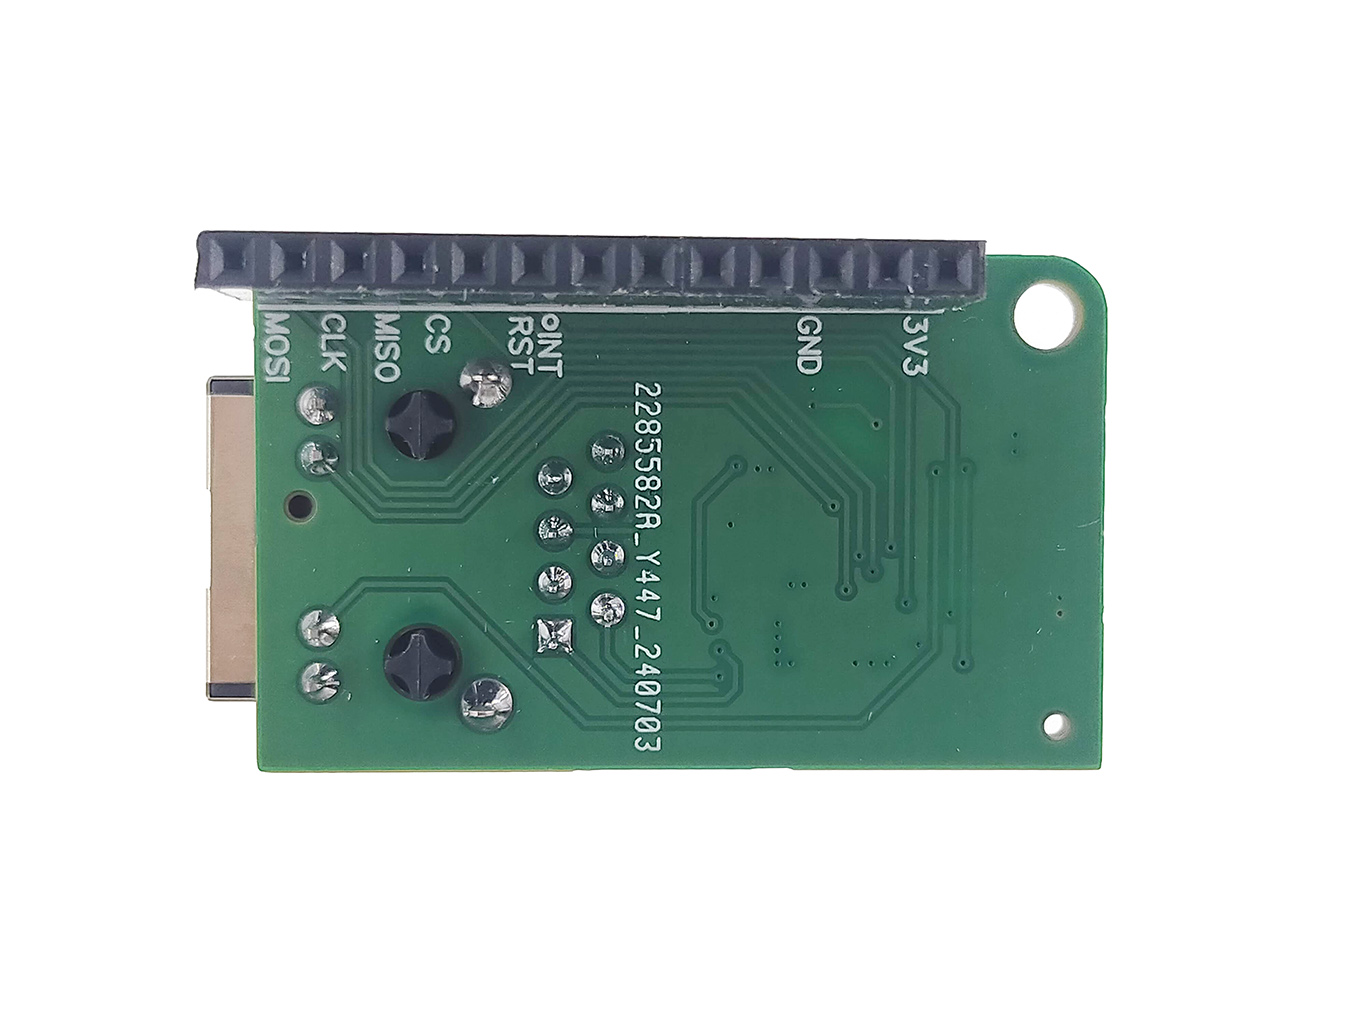 MOSI
CLK
MISO
CS
RST
INT
GND
3V3
2285582A_Y447_240703